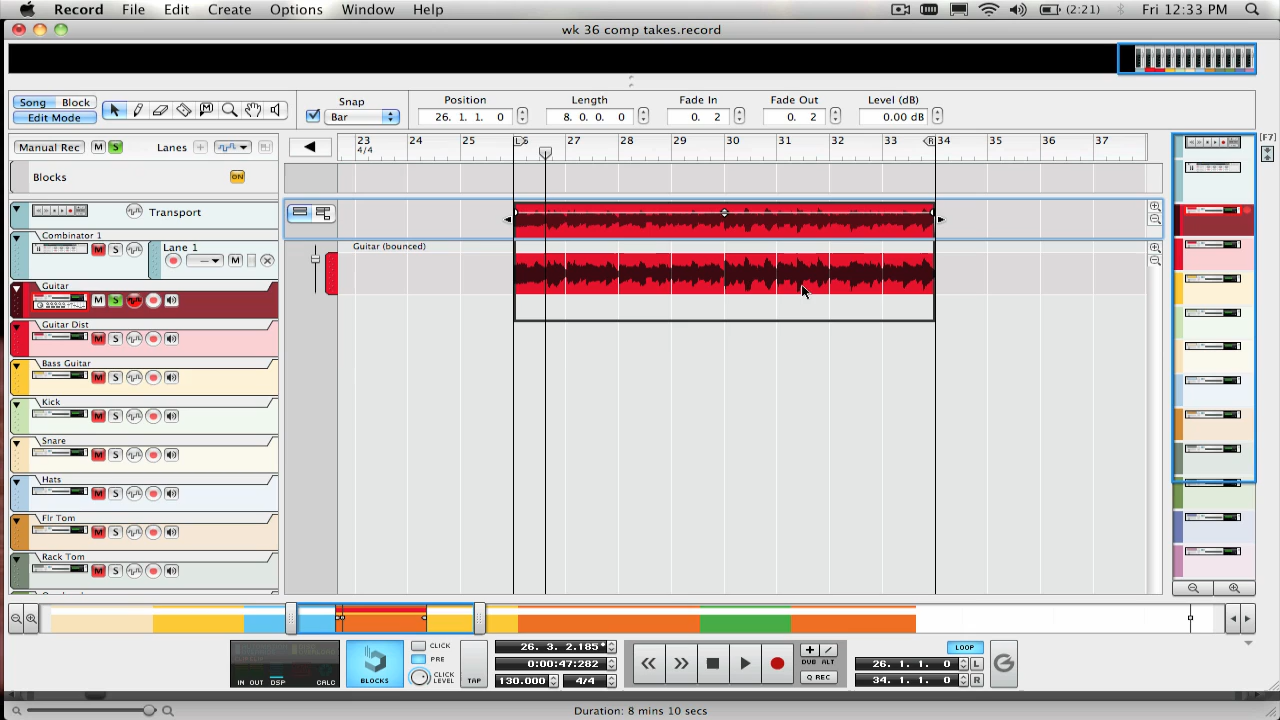 Record File Edit Create Options Window Help (2:21) Fri 12:33 PM
wk 36 comp takes.record
Song Block
Edit Mode
Snap
Bar
Position
26. 1. 1. 0
Length
8. 0. 0. 0
Fade In
0. 2
Fade Out
0. 2
Level (dB)
0.00 dB
[F7]
Manual Rec M S Lanes
23 24 25 26 27 28 29 30 31 32 33 34 35 36 37
4/4
L R
Blocks ON
Transport
Combinator 1
M S Lane 1
M
Guitar (bounced)
Guitar
M S
Guitar Dist
M S
Bass Guitar
M S
Kick
M S
Snare
M S
Hats
M S
Flr Tom
M S
Rack Tom
M S
IN OUT DSP CALC
BLOCKS
CLICK
PRE
CLICK
LEVEL
TAP
26. 3. 2.185*
0:00:47:282
130.000 4/4
DUB ALT
Q REC
LOOP
26. 1. 1. 0 L
34. 1. 1. 0 R
Duration: 8 mins 10 secs